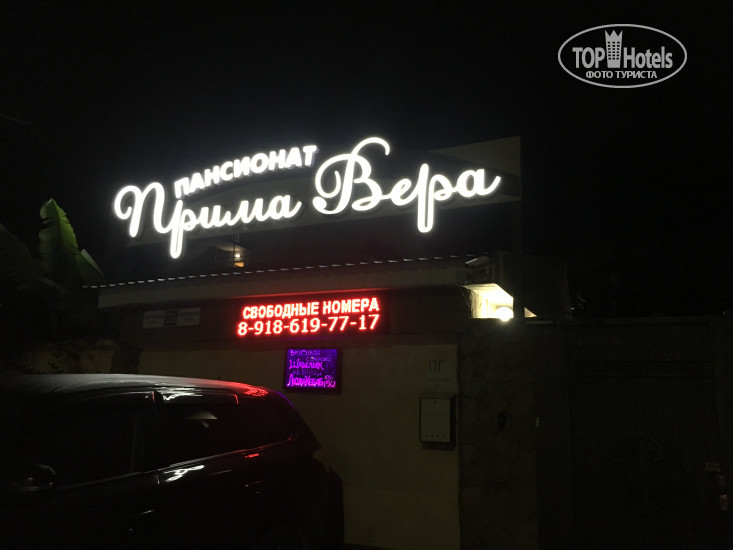 TOP Hotels
ФОТО ТУРИСТА
ПАНСИОНАТ
Прима Вера
СВОБОДНЫЕ НОМЕРА
8-918-619-77-17